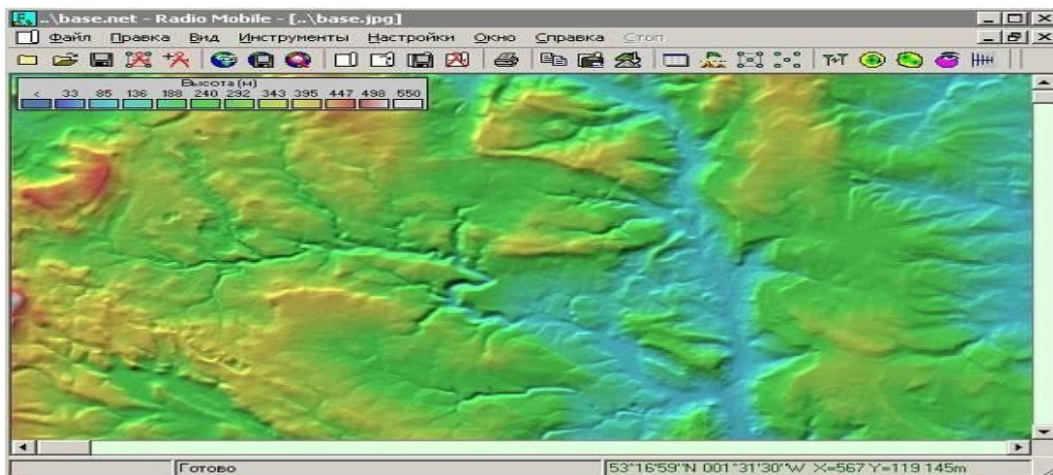 ..\base.net - Radio Mobile - [..\base.jpg]
Файл Правка Вид Инструменты Настройки Окно Справка Стоп
Высота (м)
< 33 85 136 188 240 292 343 395 447 498 550
Готово 53°16'59"N 001°31'30"W X=567 Y=119 145m